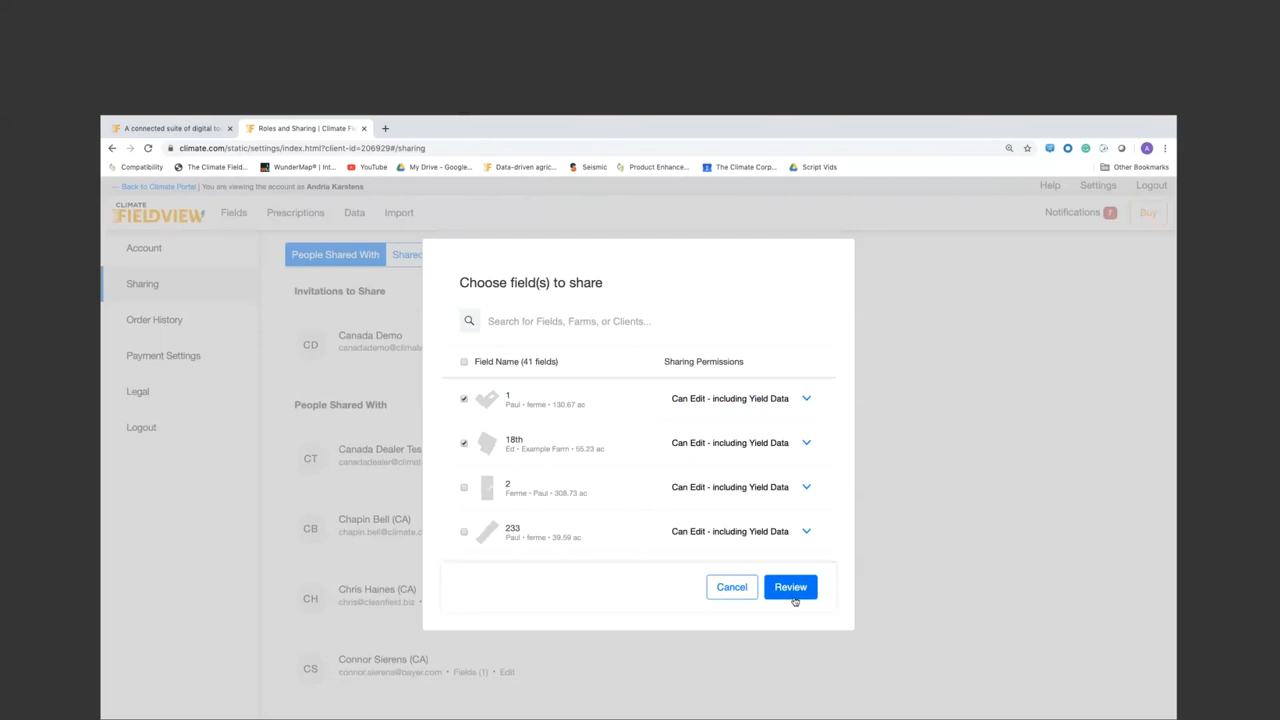 A connected suite of digital to
Roles and Sharing | Climate Fi
climate.com/static/settings/index.html?client-id=206929#/sharing
Compatibility
The Climate Field...
WunderMap® | Int...
YouTube
My Drive - Google...
Data-driven agric...
Seismic
Product Enhance...
The Climate Corp...
Script Vids
Other Bookmarks
← Back to Climate Portal | You are viewing the account as Andria Karstens
Help
Settings
Logout
CLIMATE
FIELDVIEW
Fields
Prescriptions
Data
Import
Notifications 7
Buy
Account
Sharing
Order History
Payment Settings
Legal
Logout
People Shared With
Shared
Invitations to Share
CD
Canada Demo
canadademo@climat
People Shared With
CT
Canada Dealer Tes
canadadealer@climat
CB
Chapin Bell (CA)
chapin.bell@climate.c
CH
Chris Haines (CA)
chris@cleanfield.biz •
CS
Connor Sierens (CA)
connor.sierens@bayer.com • Fields (1) • Edit
Choose field(s) to share
Search for Fields, Farms, or Clients...
Field Name (41 fields)
Sharing Permissions
1
Paul • ferme • 130.67 ac
Can Edit - including Yield Data
18th
Ed • Example Farm • 55.23 ac
Can Edit - including Yield Data
2
Ferme • Paul • 308.73 ac
Can Edit - including Yield Data
233
Paul • ferme • 39.59 ac
Can Edit - including Yield Data
Cancel
Review